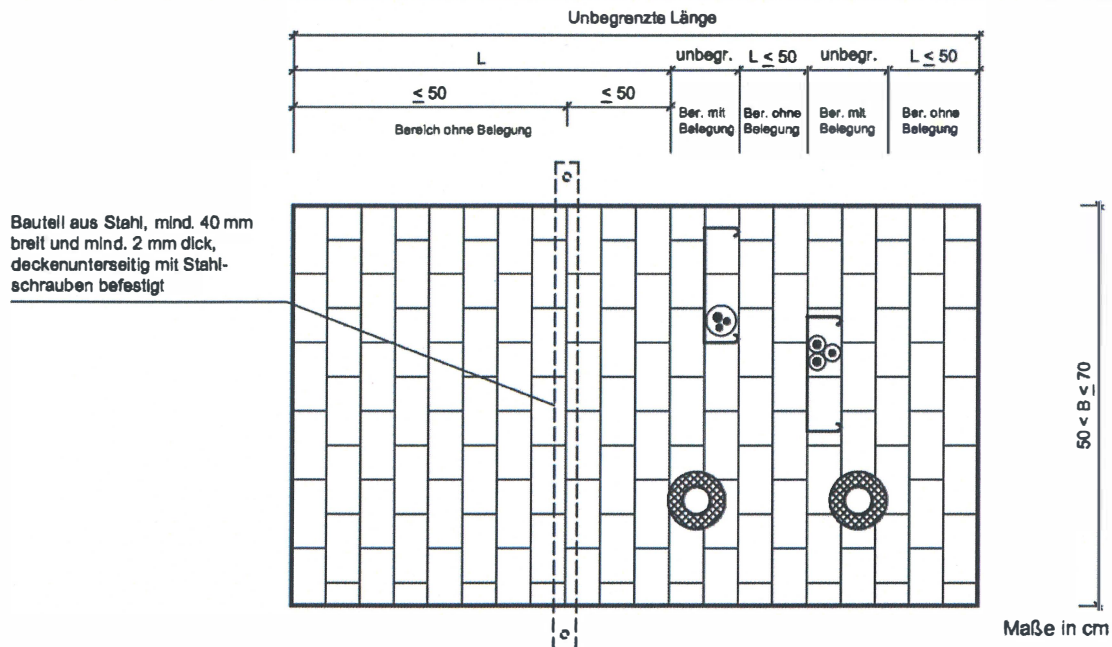 Unbegrenzte Länge
L
unbegr.
L ≤ 50
unbegr.
L ≤ 50
≤ 50
≤ 50
Bereich ohne Belegung
Ber. mit
Belegung
Ber. ohne
Belegung
Ber. mit
Belegung
Ber. ohne
Belegung
Bauteil aus Stahl, mind. 40 mm
breit und mind. 2 mm dick,
deckenunterseitig mit Stahl-
schrauben befestigt
50 < B ≤ 70
Maße in cm